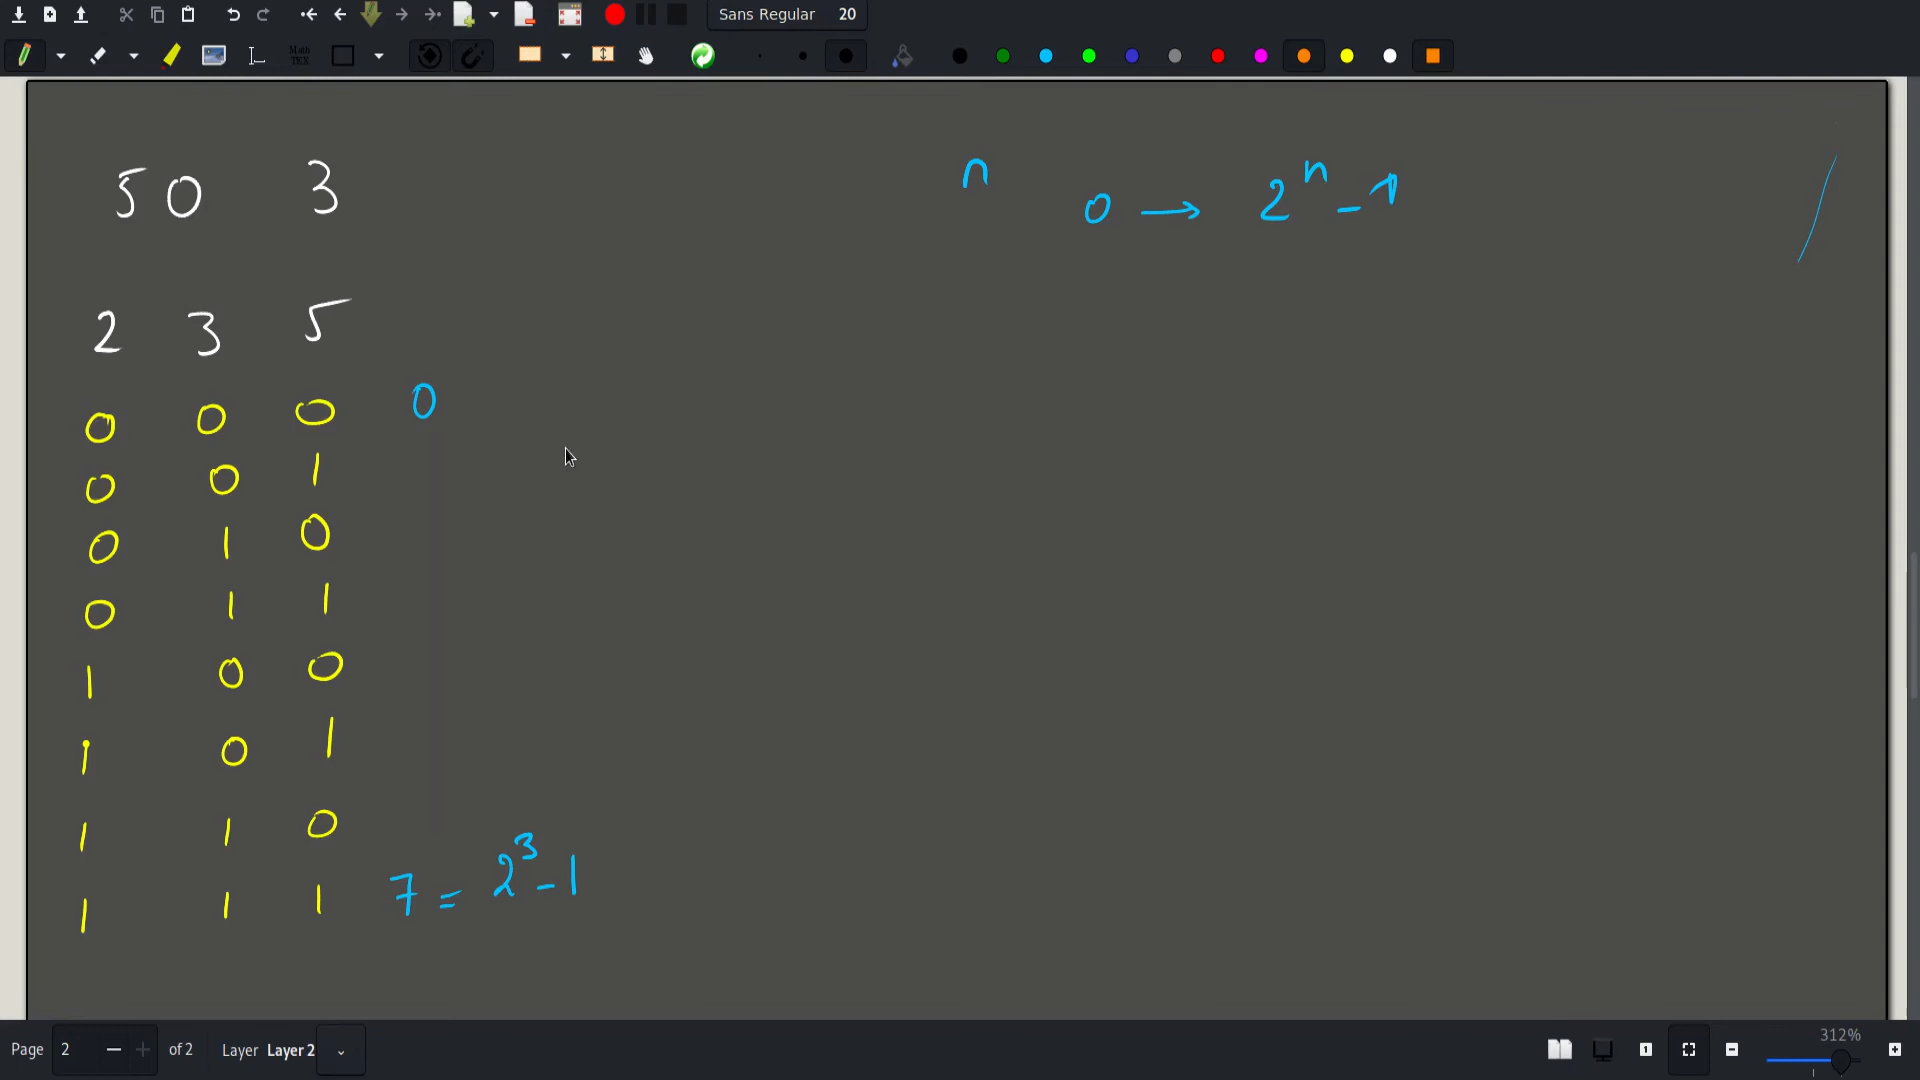 Sans Regular 20
50 3
n
0 → 2^n - 1
2 3 5
0 0 0 0
0 0 1
0 1 0
0 1 1
1 0 0
1 0 1
1 1 0
1 1 1 7 = 2^3 - 1
Page 2 of 2 Layer Layer 2 312%